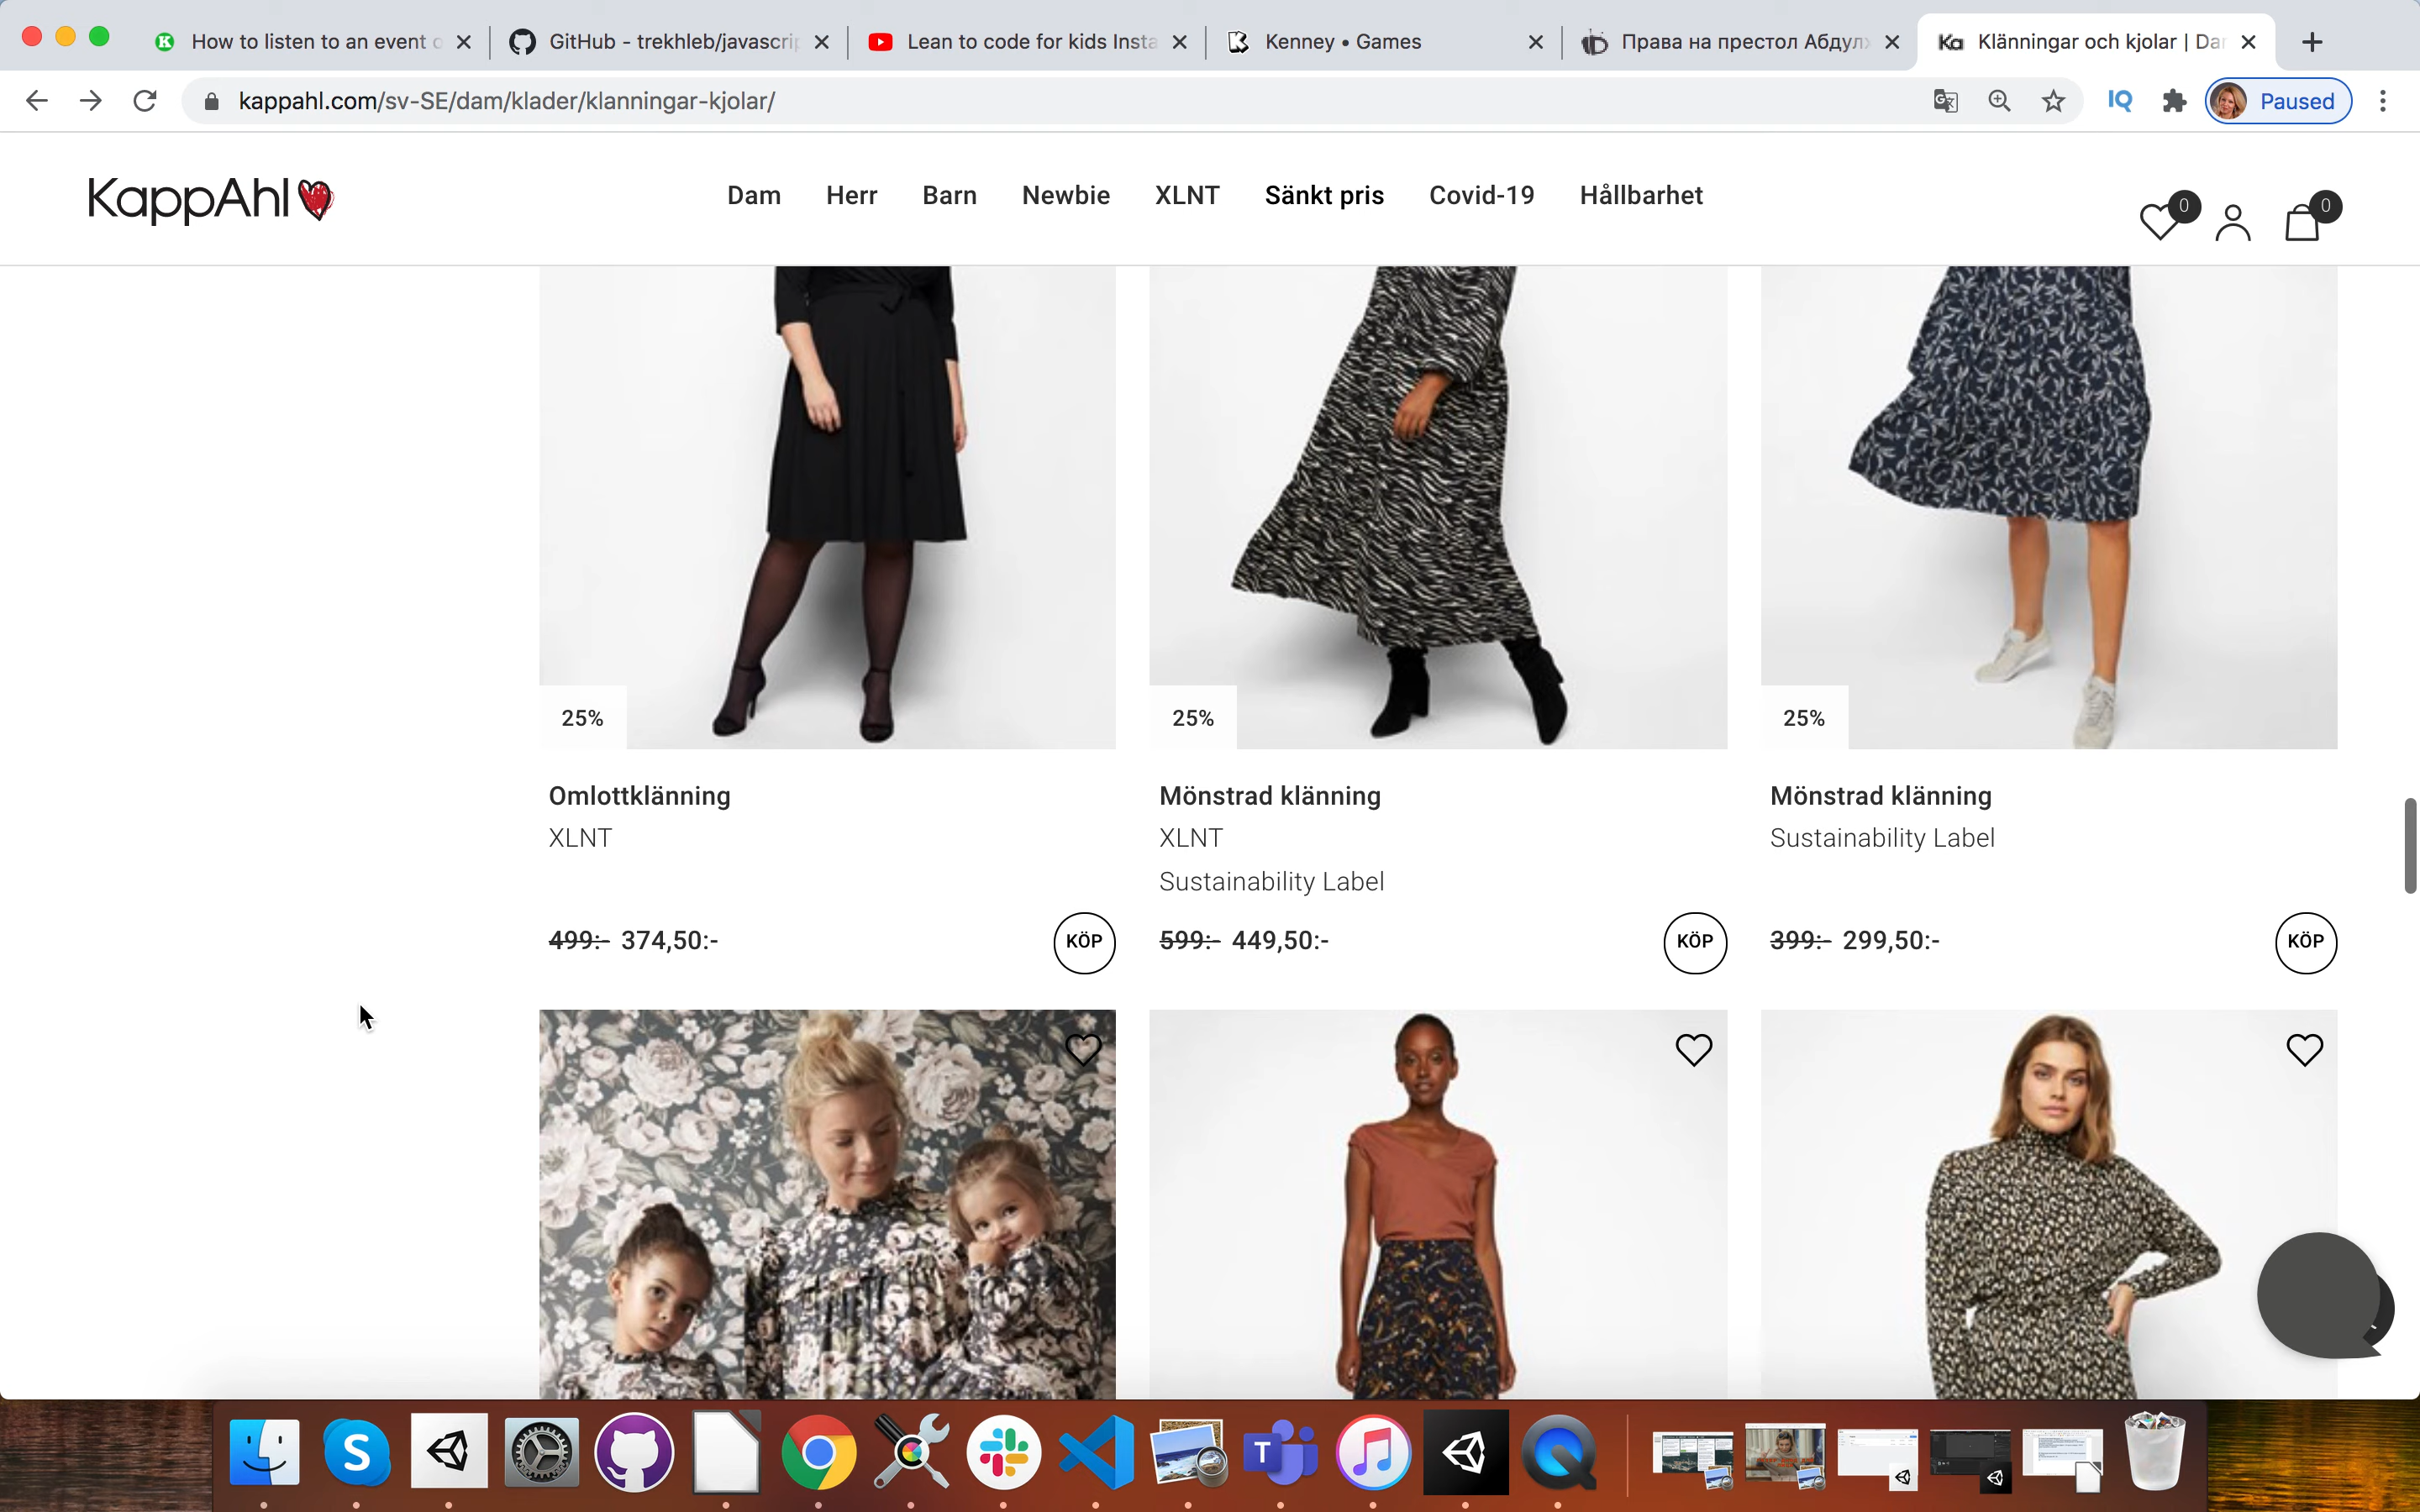 How to listen to an event o
GitHub - trekhleb/javascrip
Lean to code for kids Insta
Kenney • Games
Права на престол Абдулх
Klänningar och kjolar | Dam
kappahl.com/sv-SE/dam/klader/klanningar-kjolar/
IQ
Paused
KappAhl
Dam
Herr
Barn
Newbie
XLNT
Sänkt pris
Covid-19
Hållbarhet
0
0
25%
25%
25%
Omlottklänning
XLNT
499:- 374,50:-
KÖP
Mönstrad klänning
XLNT
Sustainability Label
599:- 449,50:-
KÖP
Mönstrad klänning
Sustainability Label
399:- 299,50:-
KÖP